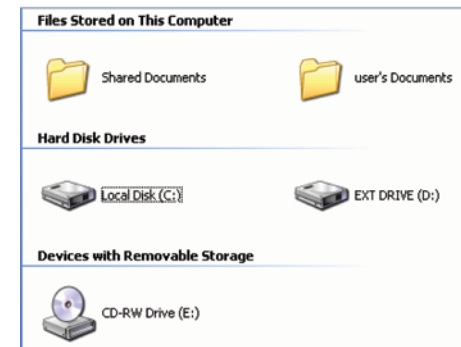 Files Stored on This Computer
Shared Documents
user's Documents
Hard Disk Drives
Local Disk (C:)
EXT DRIVE (D:)
Devices with Removable Storage
CD-RW Drive (E:)